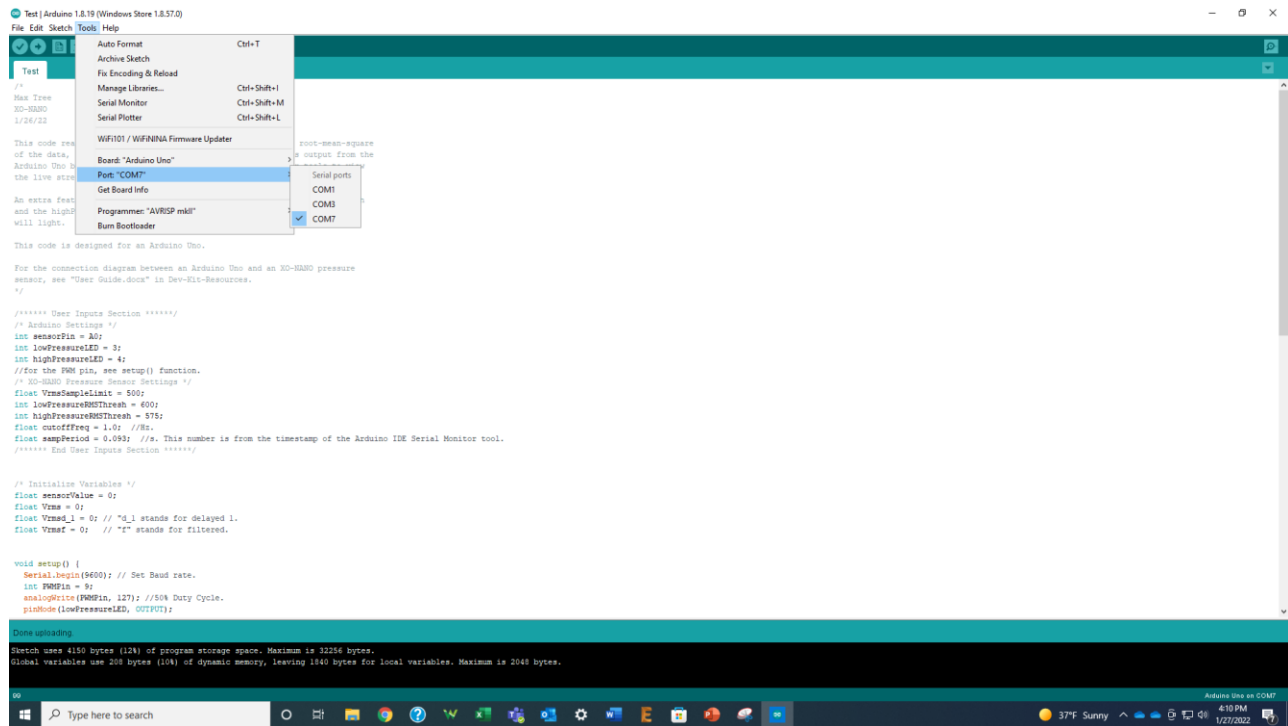 Test | Arduino 1.8.19 (Windows Store 1.8.57.0)
File Edit Sketch Tools Help
Auto Format Ctrl+T
Archive Sketch
Fix Encoding & Reload
Manage Libraries... Ctrl+Shift+I
Serial Monitor Ctrl+Shift+M
Serial Plotter Ctrl+Shift+L
WiFi101 / WiFiNINA Firmware Updater
Board: "Arduino Uno"
Port: "COM7"
Get Board Info
Programmer: "AVRISP mkII"
Burn Bootloader
Serial ports
COM1
COM3
COM7
Test
/*
Max Tree
XO-NANO
1/26/22
This code rea root-mean-square
of the data, s output from the
Arduino Uno b
the live stre
An extra feat
and the highP
will light.
This code is designed for an Arduino Uno.
For the connection diagram between an Arduino Uno and an XO-NANO pressure
sensor, see "User Guide.docx" in Dev-Kit-Resources.
*/
/****** User Inputs Section ******/
/* Arduino Settings */
int sensorPin = A0;
int lowPressureLED = 3;
int highPressureLED = 4;
//for the PWM pin, see setup() function.
/* XO-NANO Pressure Sensor Settings */
float VrmsSampleLimit = 500;
int lowPressureRMSThresh = 600;
int highPressureRMSThresh = 575;
float cutoffFreq = 1.0; //Hz.
float sampPeriod = 0.093; //s. This number is from the timestamp of the Arduino IDE Serial Monitor tool.
/****** End User Inputs Section ******/
/* Initialize Variables */
float sensorValue = 0;
float Vrms = 0;
float Vrmsd_1 = 0; // "d_1 stands for delayed 1.
float Vrmsf = 0; // "f" stands for filtered.
void setup() {
Serial.begin(9600); // Set Baud rate.
int PWMPin = 9;
analogWrite(PWMPin, 127); //50% Duty Cycle.
pinMode(lowPressureLED, OUTPUT);
Done uploading.
Sketch uses 4150 bytes (12%) of program storage space. Maximum is 32256 bytes.
Global variables use 208 bytes (10%) of dynamic memory, leaving 1840 bytes for local variables. Maximum is 2048 bytes.
99
Arduino Uno on COM7
Type here to search
37°F Sunny
4:10 PM
1/27/2022